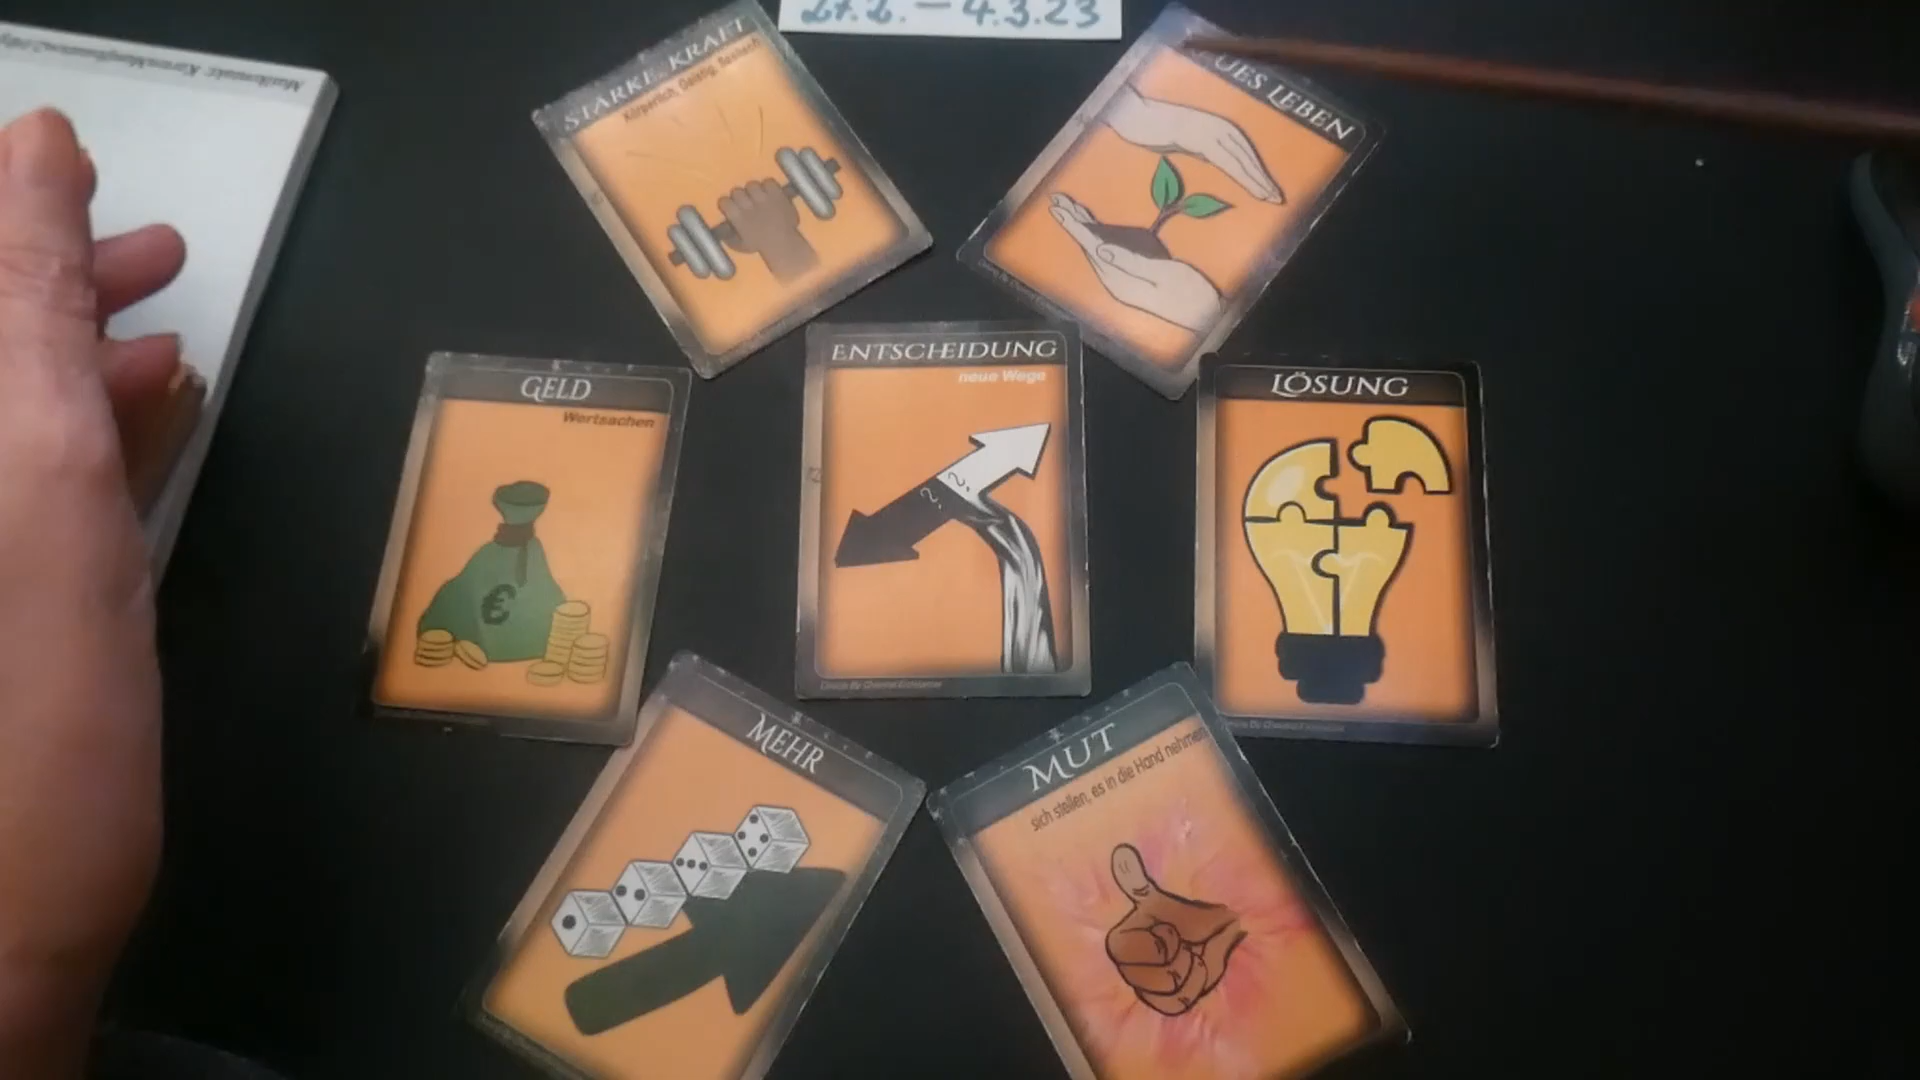 27.2. – 4.3.23
STÄRKE, KRAFT
Körperlich, Geistig, Seelisch
NEUES LEBEN
GELD
Wertsachen
€
ENTSCHEIDUNG
neue Wege
? ?
LÖSUNG
MEHR
MUT
sich stellen, es in die Hand nehmen